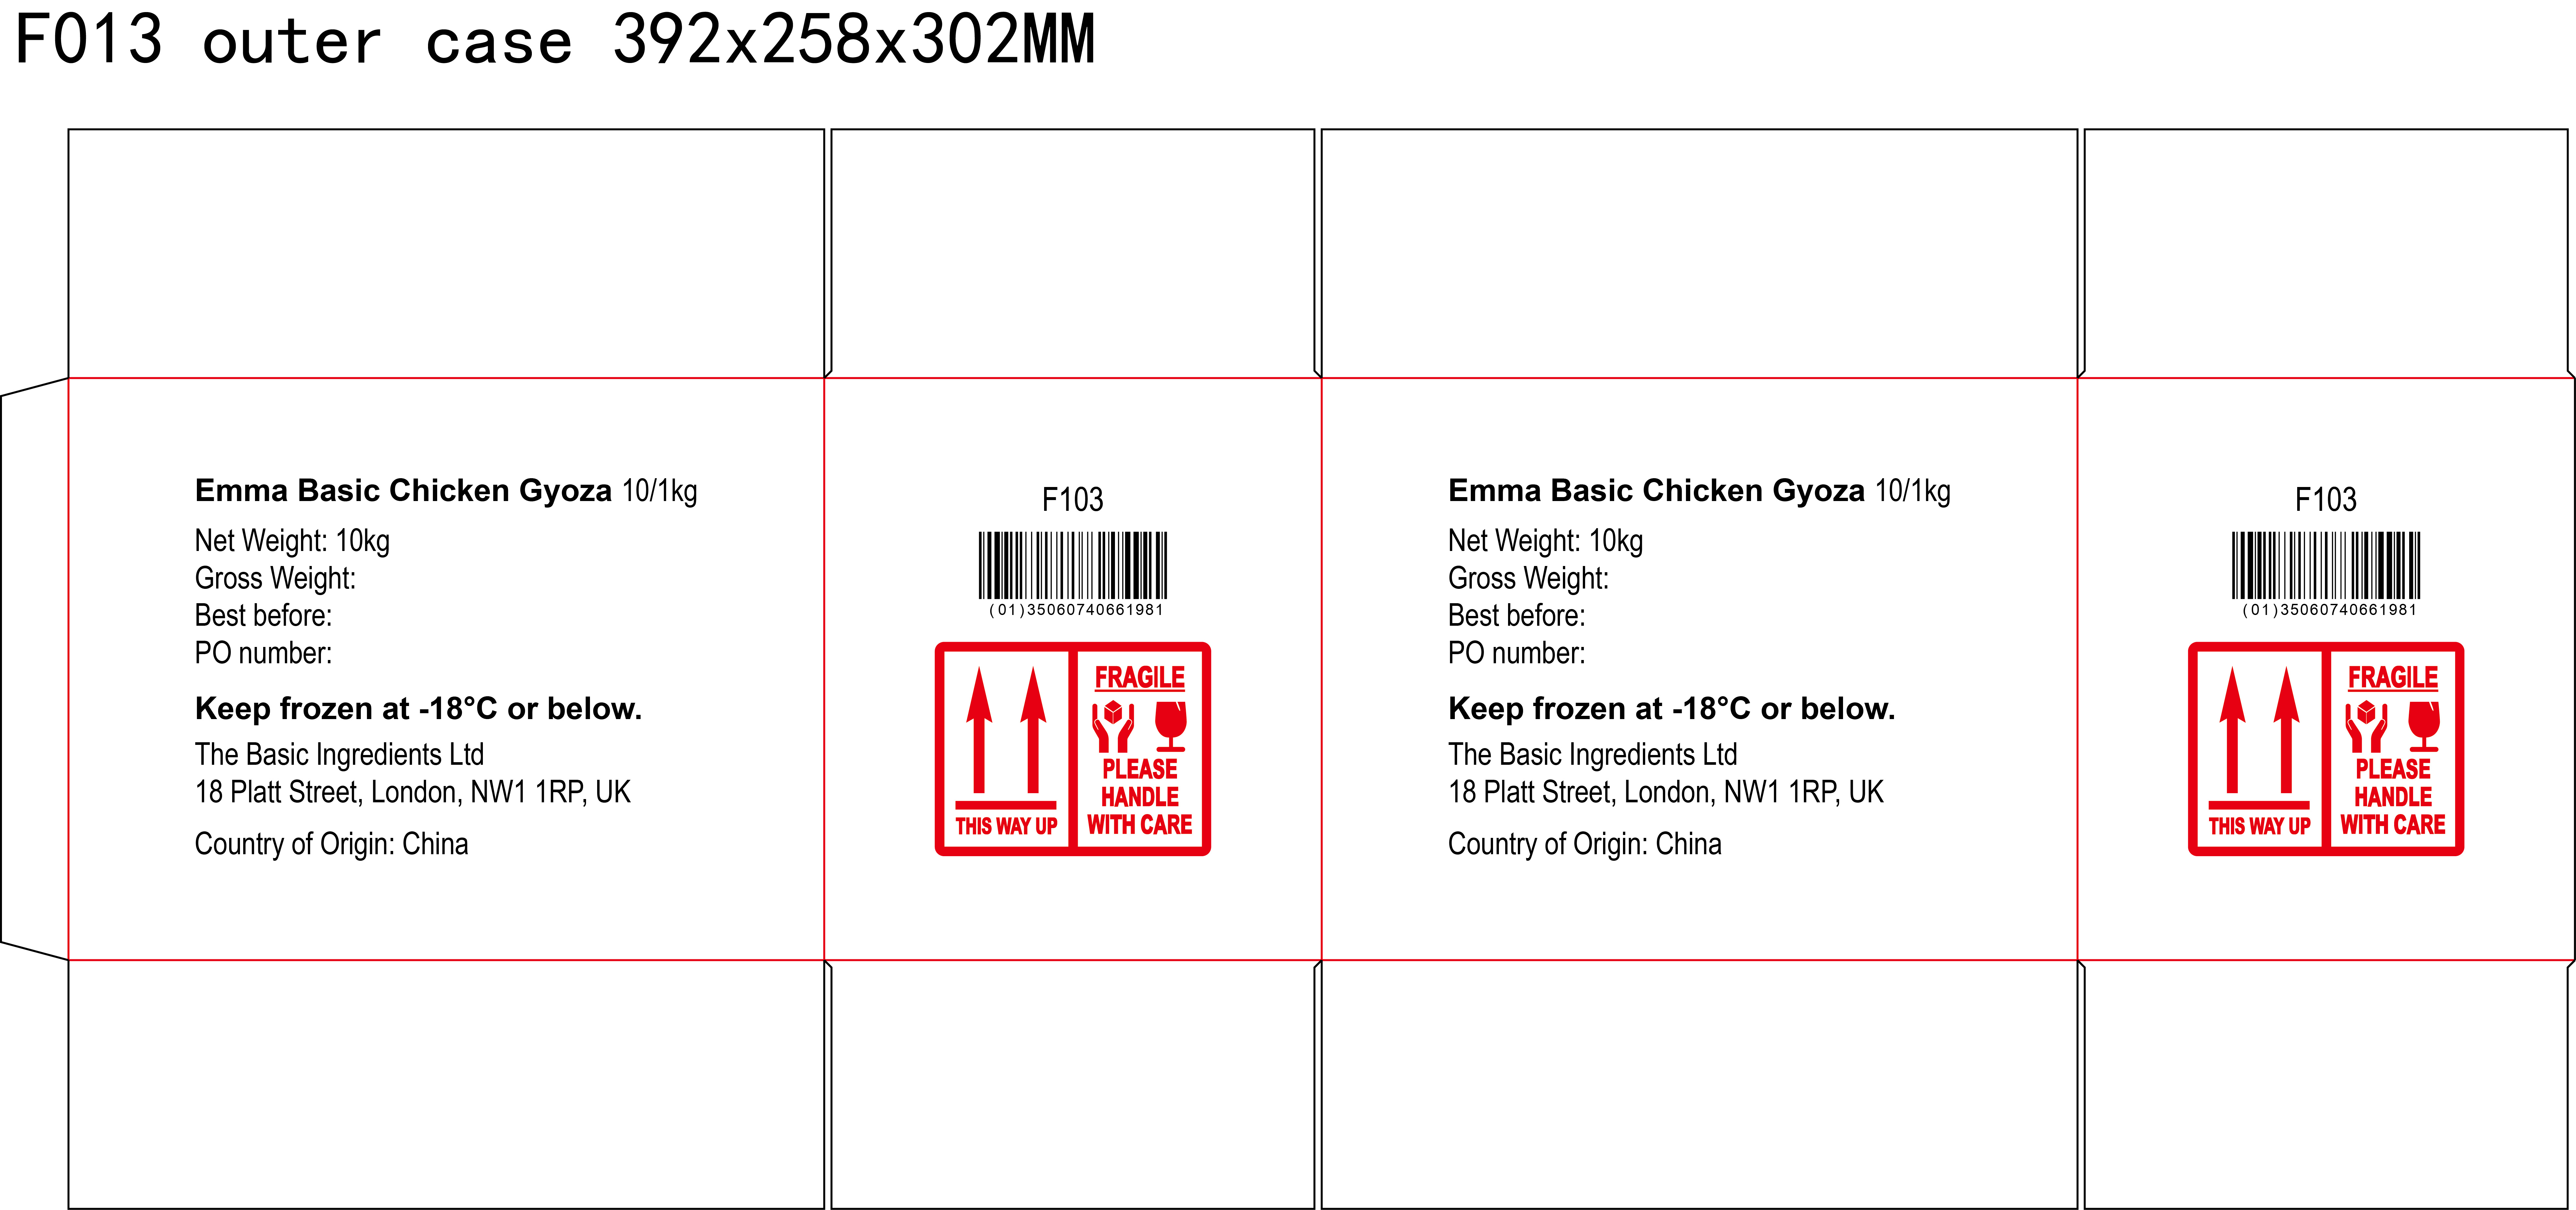 F013 outer case 392x258x302MM
Emma Basic Chicken Gyoza 10/1kg
Net Weight: 10kg
Gross Weight:
Best before:
PO number:
Keep frozen at -18°C or below.
The Basic Ingredients Ltd
18 Platt Street, London, NW1 1RP, UK
Country of Origin: China
F103
(01)35060740661981
THIS WAY UP
FRAGILE
PLEASE
HANDLE
WITH CARE
Emma Basic Chicken Gyoza 10/1kg
Net Weight: 10kg
Gross Weight:
Best before:
PO number:
Keep frozen at -18°C or below.
The Basic Ingredients Ltd
18 Platt Street, London, NW1 1RP, UK
Country of Origin: China
F103
(01)35060740661981
THIS WAY UP
FRAGILE
PLEASE
HANDLE
WITH CARE